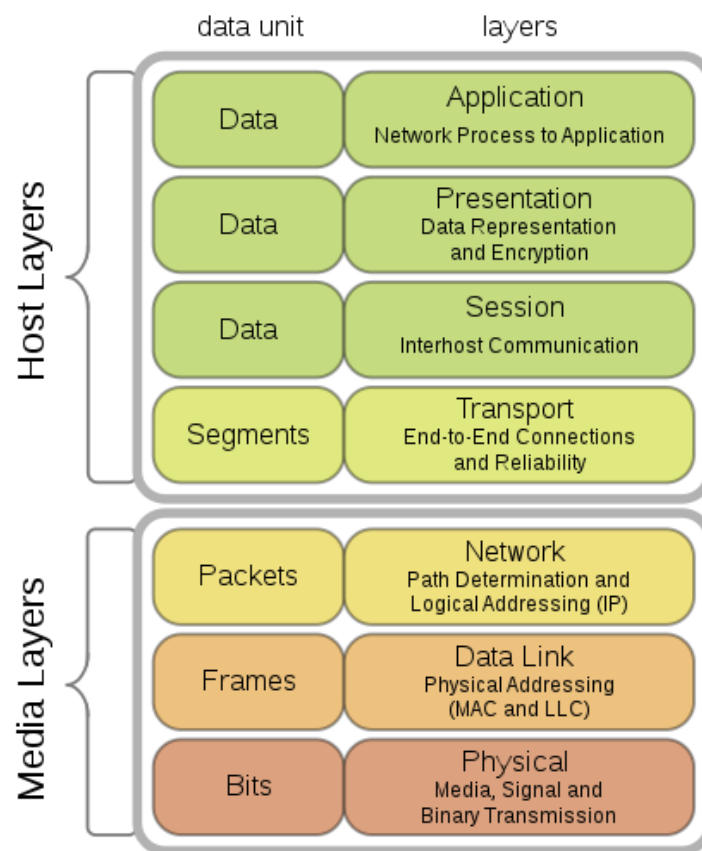 data unit
layers
Host Layers
Data
Application
Network Process to Application
Data
Presentation
Data Representation
and Encryption
Data
Session
Interhost Communication
Segments
Transport
End-to-End Connections
and Reliability
Media Layers
Packets
Network
Path Determination and
Logical Addressing (IP)
Frames
Data Link
Physical Addressing
(MAC and LLC)
Bits
Physical
Media, Signal and
Binary Transmission